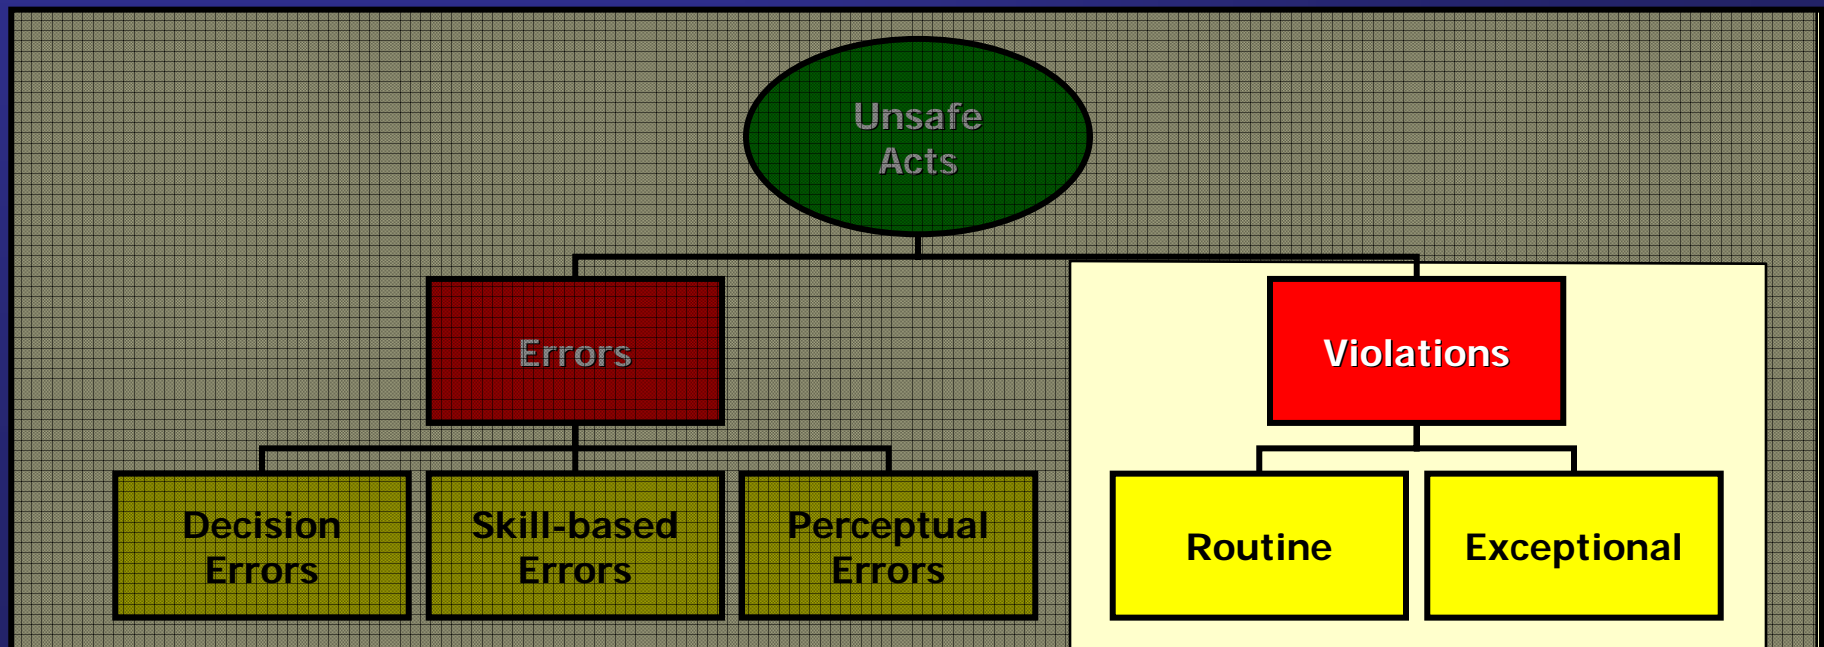 Unsafe
Acts
Errors
Violations
Decision
Errors
Skill-based
Errors
Perceptual
Errors
Routine
Exceptional